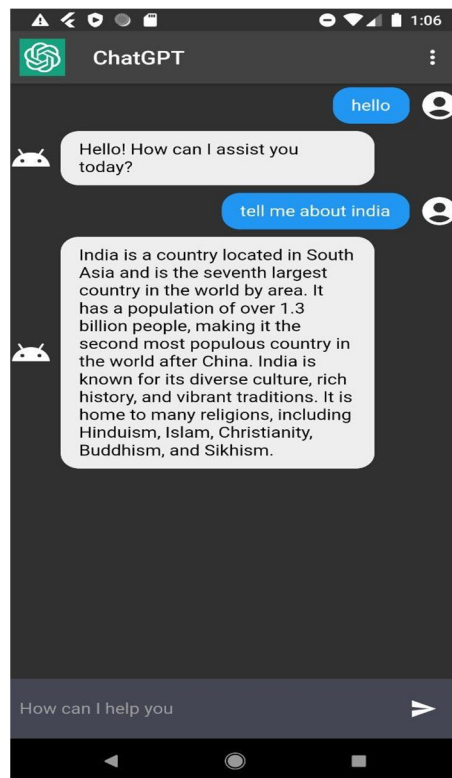 1:06
ChatGPT
hello
Hello! How can I assist you
today?
tell me about india
India is a country located in South
Asia and is the seventh largest
country in the world by area. It
has a population of over 1.3
billion people, making it the
second most populous country in
the world after China. India is
known for its diverse culture, rich
history, and vibrant traditions. It is
home to many religions, including
Hinduism, Islam, Christianity,
Buddhism, and Sikhism.
How can I help you